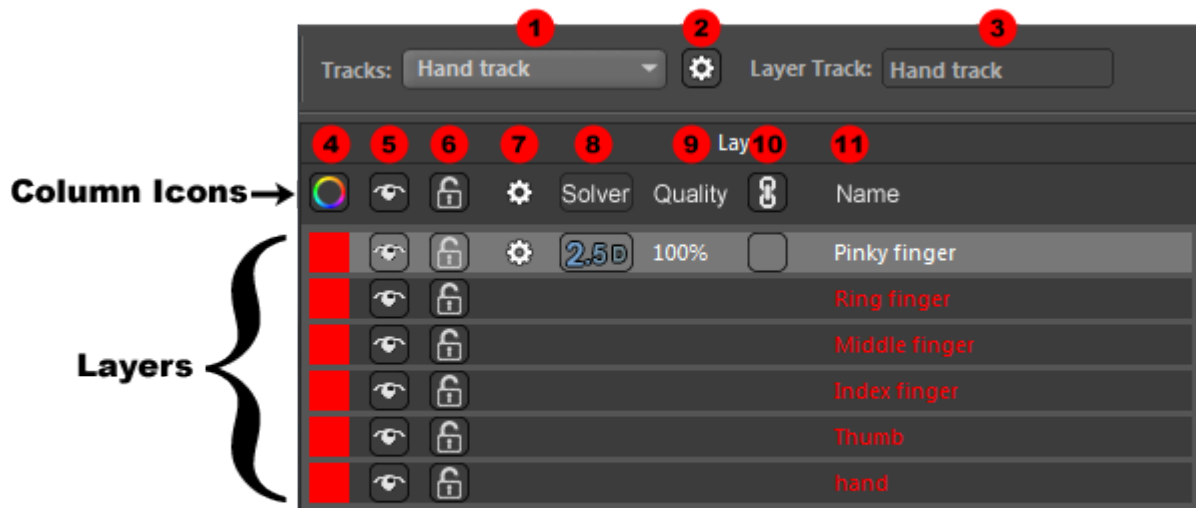 1 2 3
Tracks: Hand track Layer Track: Hand track
4 5 6 7 8 9 Lay 10 11
Column Icons Solver Quality Name
2.5D 100% Pinky finger
Ring finger
Middle finger
Layers
Index finger
Thumb
hand